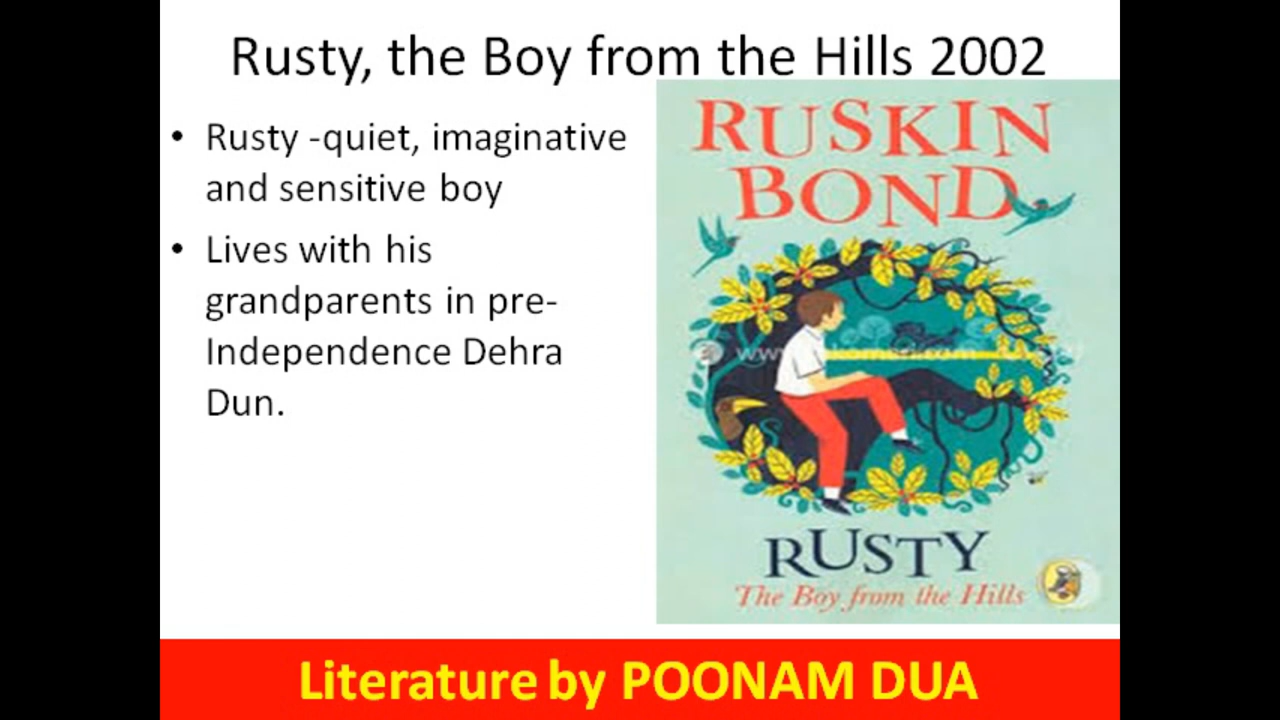 Rusty, the Boy from the Hills 2002
• Rusty -quiet, imaginative
and sensitive boy
• Lives with his
grandparents in pre-
Independence Dehra
Dun.
RUSKIN
BOND
RUSTY
The Boy from the Hills
Literature by POONAM DUA